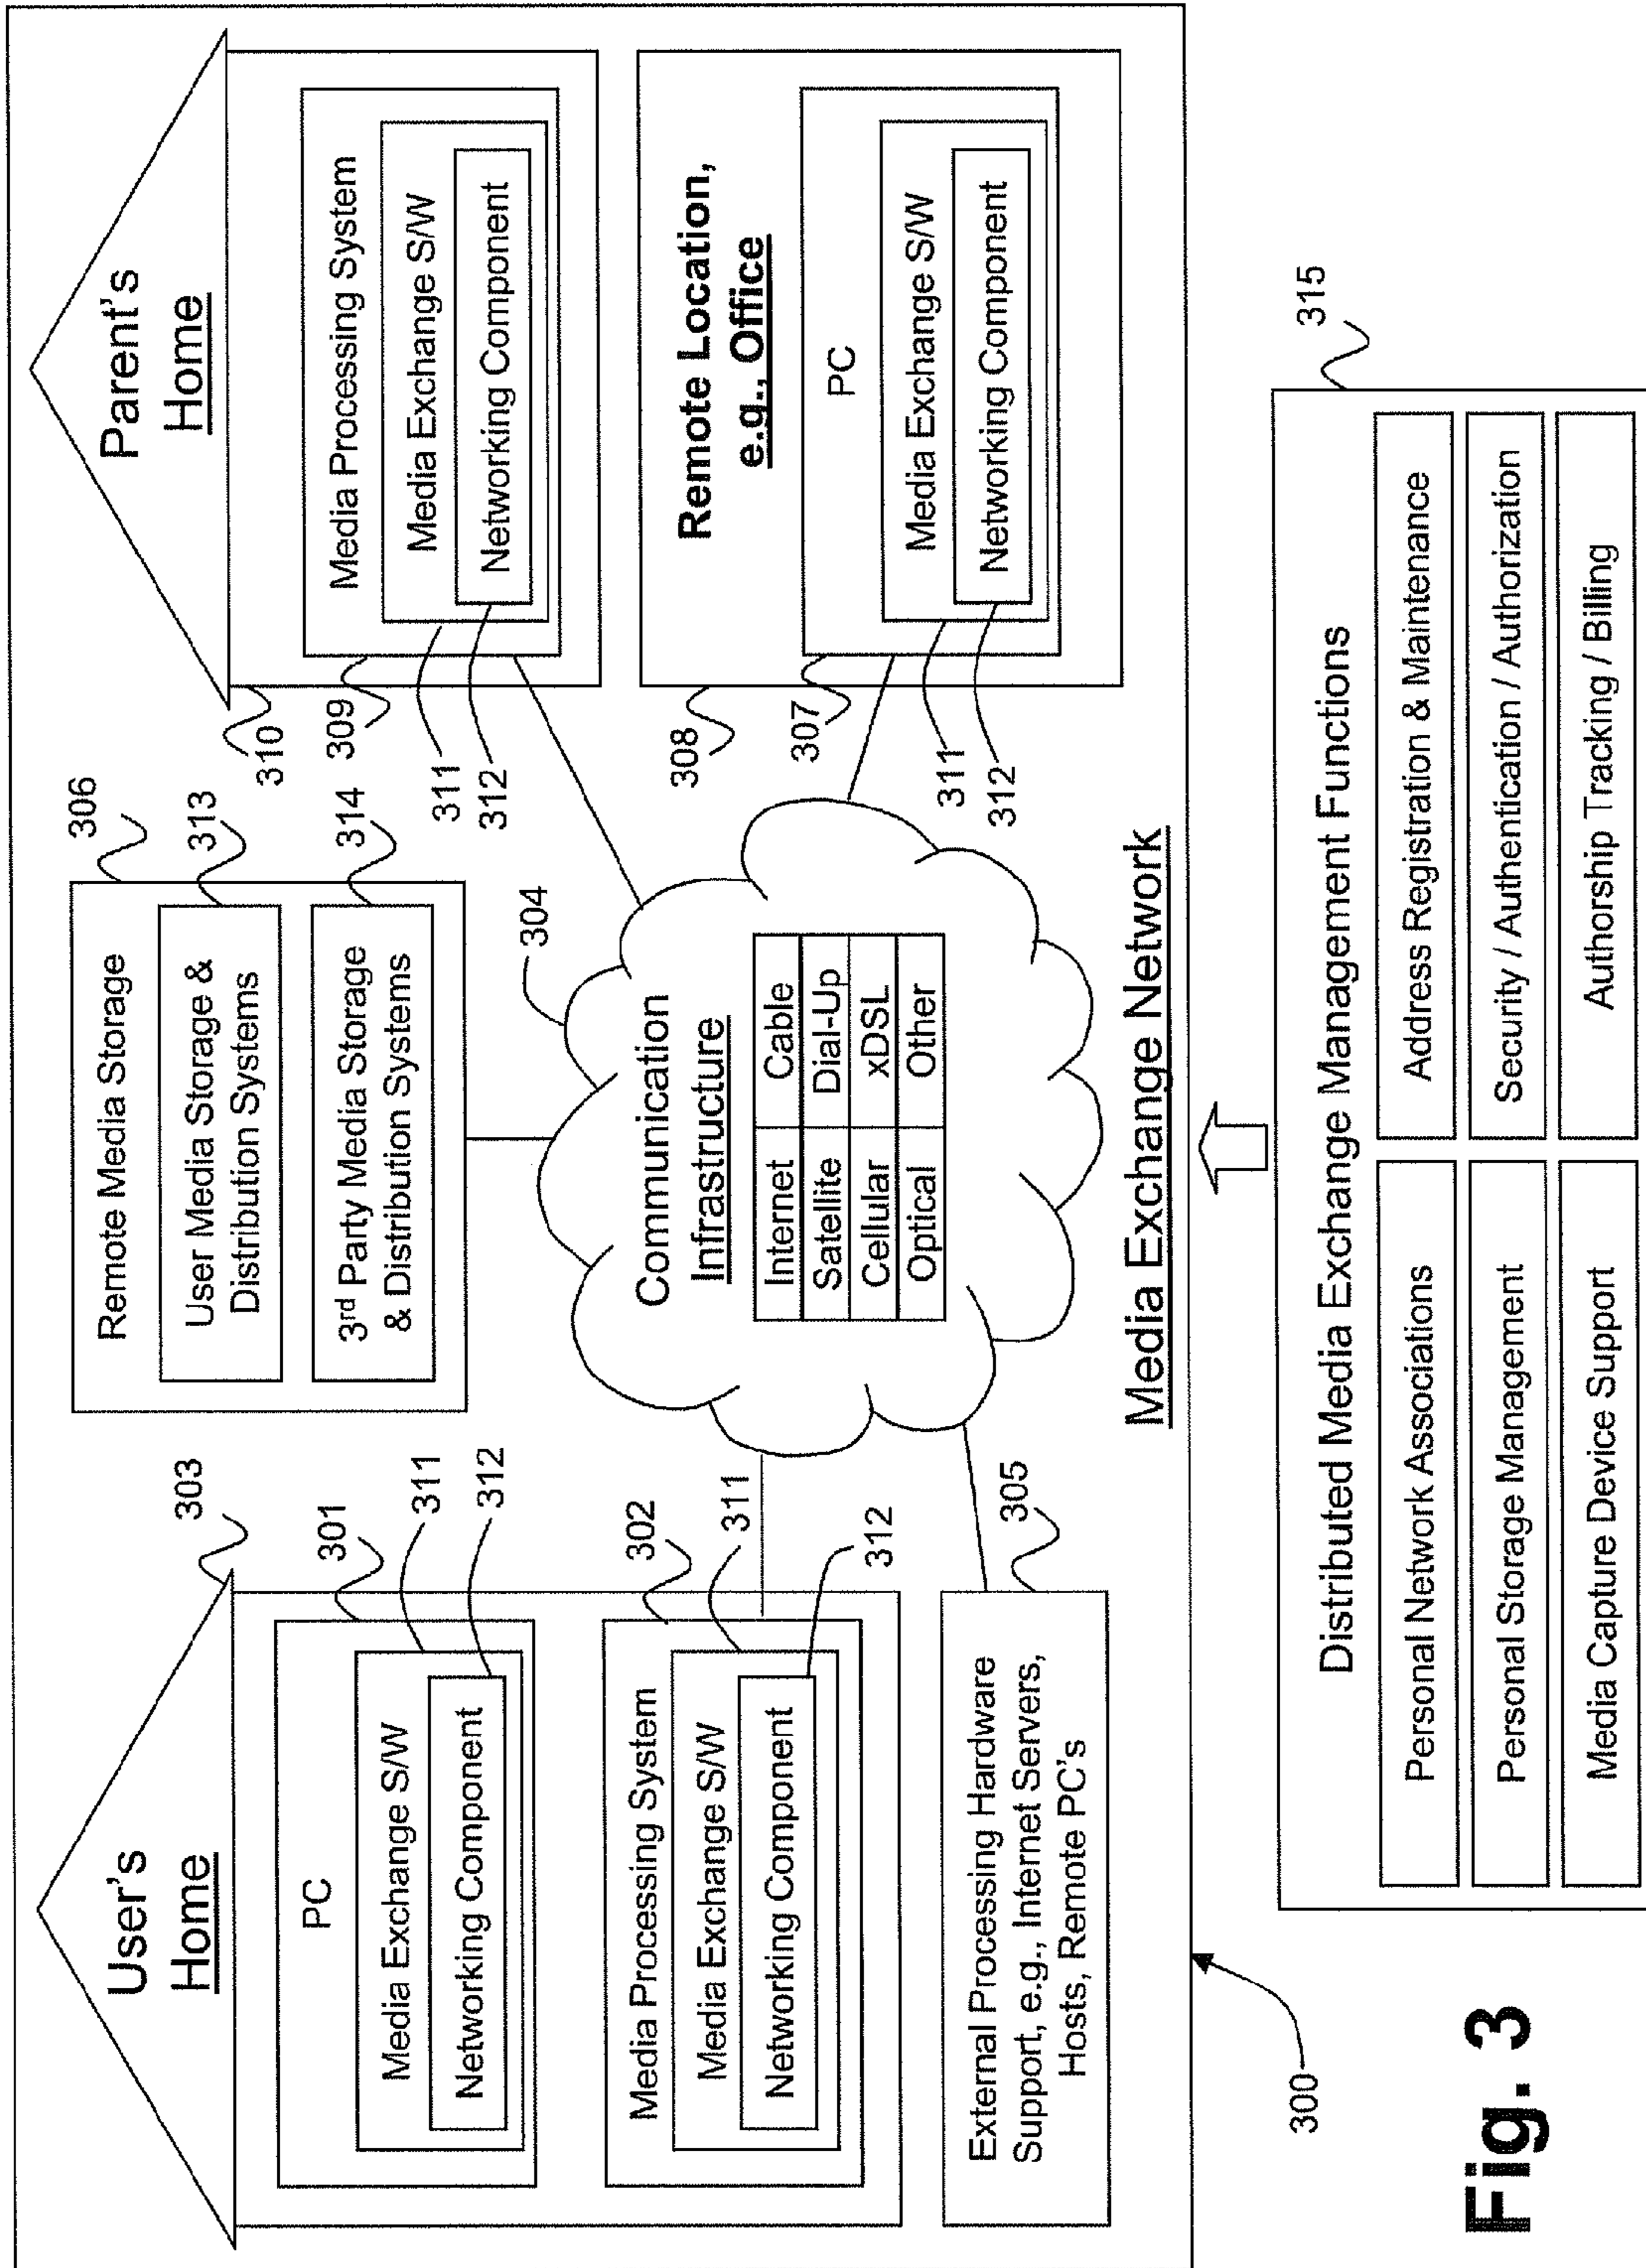 User's
Home
303
PC
301
Media Exchange S/W
311
Networking Component
312
Media Processing System
302
Media Exchange S/W
311
Networking Component
312
External Processing Hardware
Support, e.g., Internet Servers,
Hosts, Remote PC's
305
Remote Media Storage
306
User Media Storage &
Distribution Systems
313
3rd Party Media Storage
& Distribution Systems
314
304
Communication
Infrastructure
Internet Cable
Satellite Dial-Up
Cellular xDSL
Optical Other
Parent's
Home
310
Media Processing System
309
Media Exchange S/W
311
Networking Component
312
Remote Location,
e.g., Office
308
PC
307
Media Exchange S/W
311
Networking Component
312
Media Exchange Network
300
315
Distributed Media Exchange Management Functions
Personal Network Associations
Address Registration & Maintenance
Personal Storage Management
Security / Authentication / Authorization
Media Capture Device Support
Authorship Tracking / Billing
Fig. 3